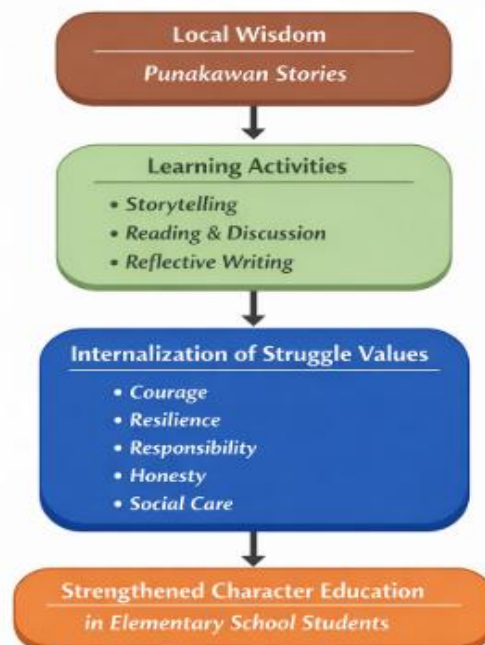 Local Wisdom
Punakawan Stories
Learning Activities
• Storytelling
• Reading & Discussion
• Reflective Writing
Internalization of Struggle Values
• Courage
• Resilience
• Responsibility
• Honesty
• Social Care
Strengthened Character Education
in Elementary School Students